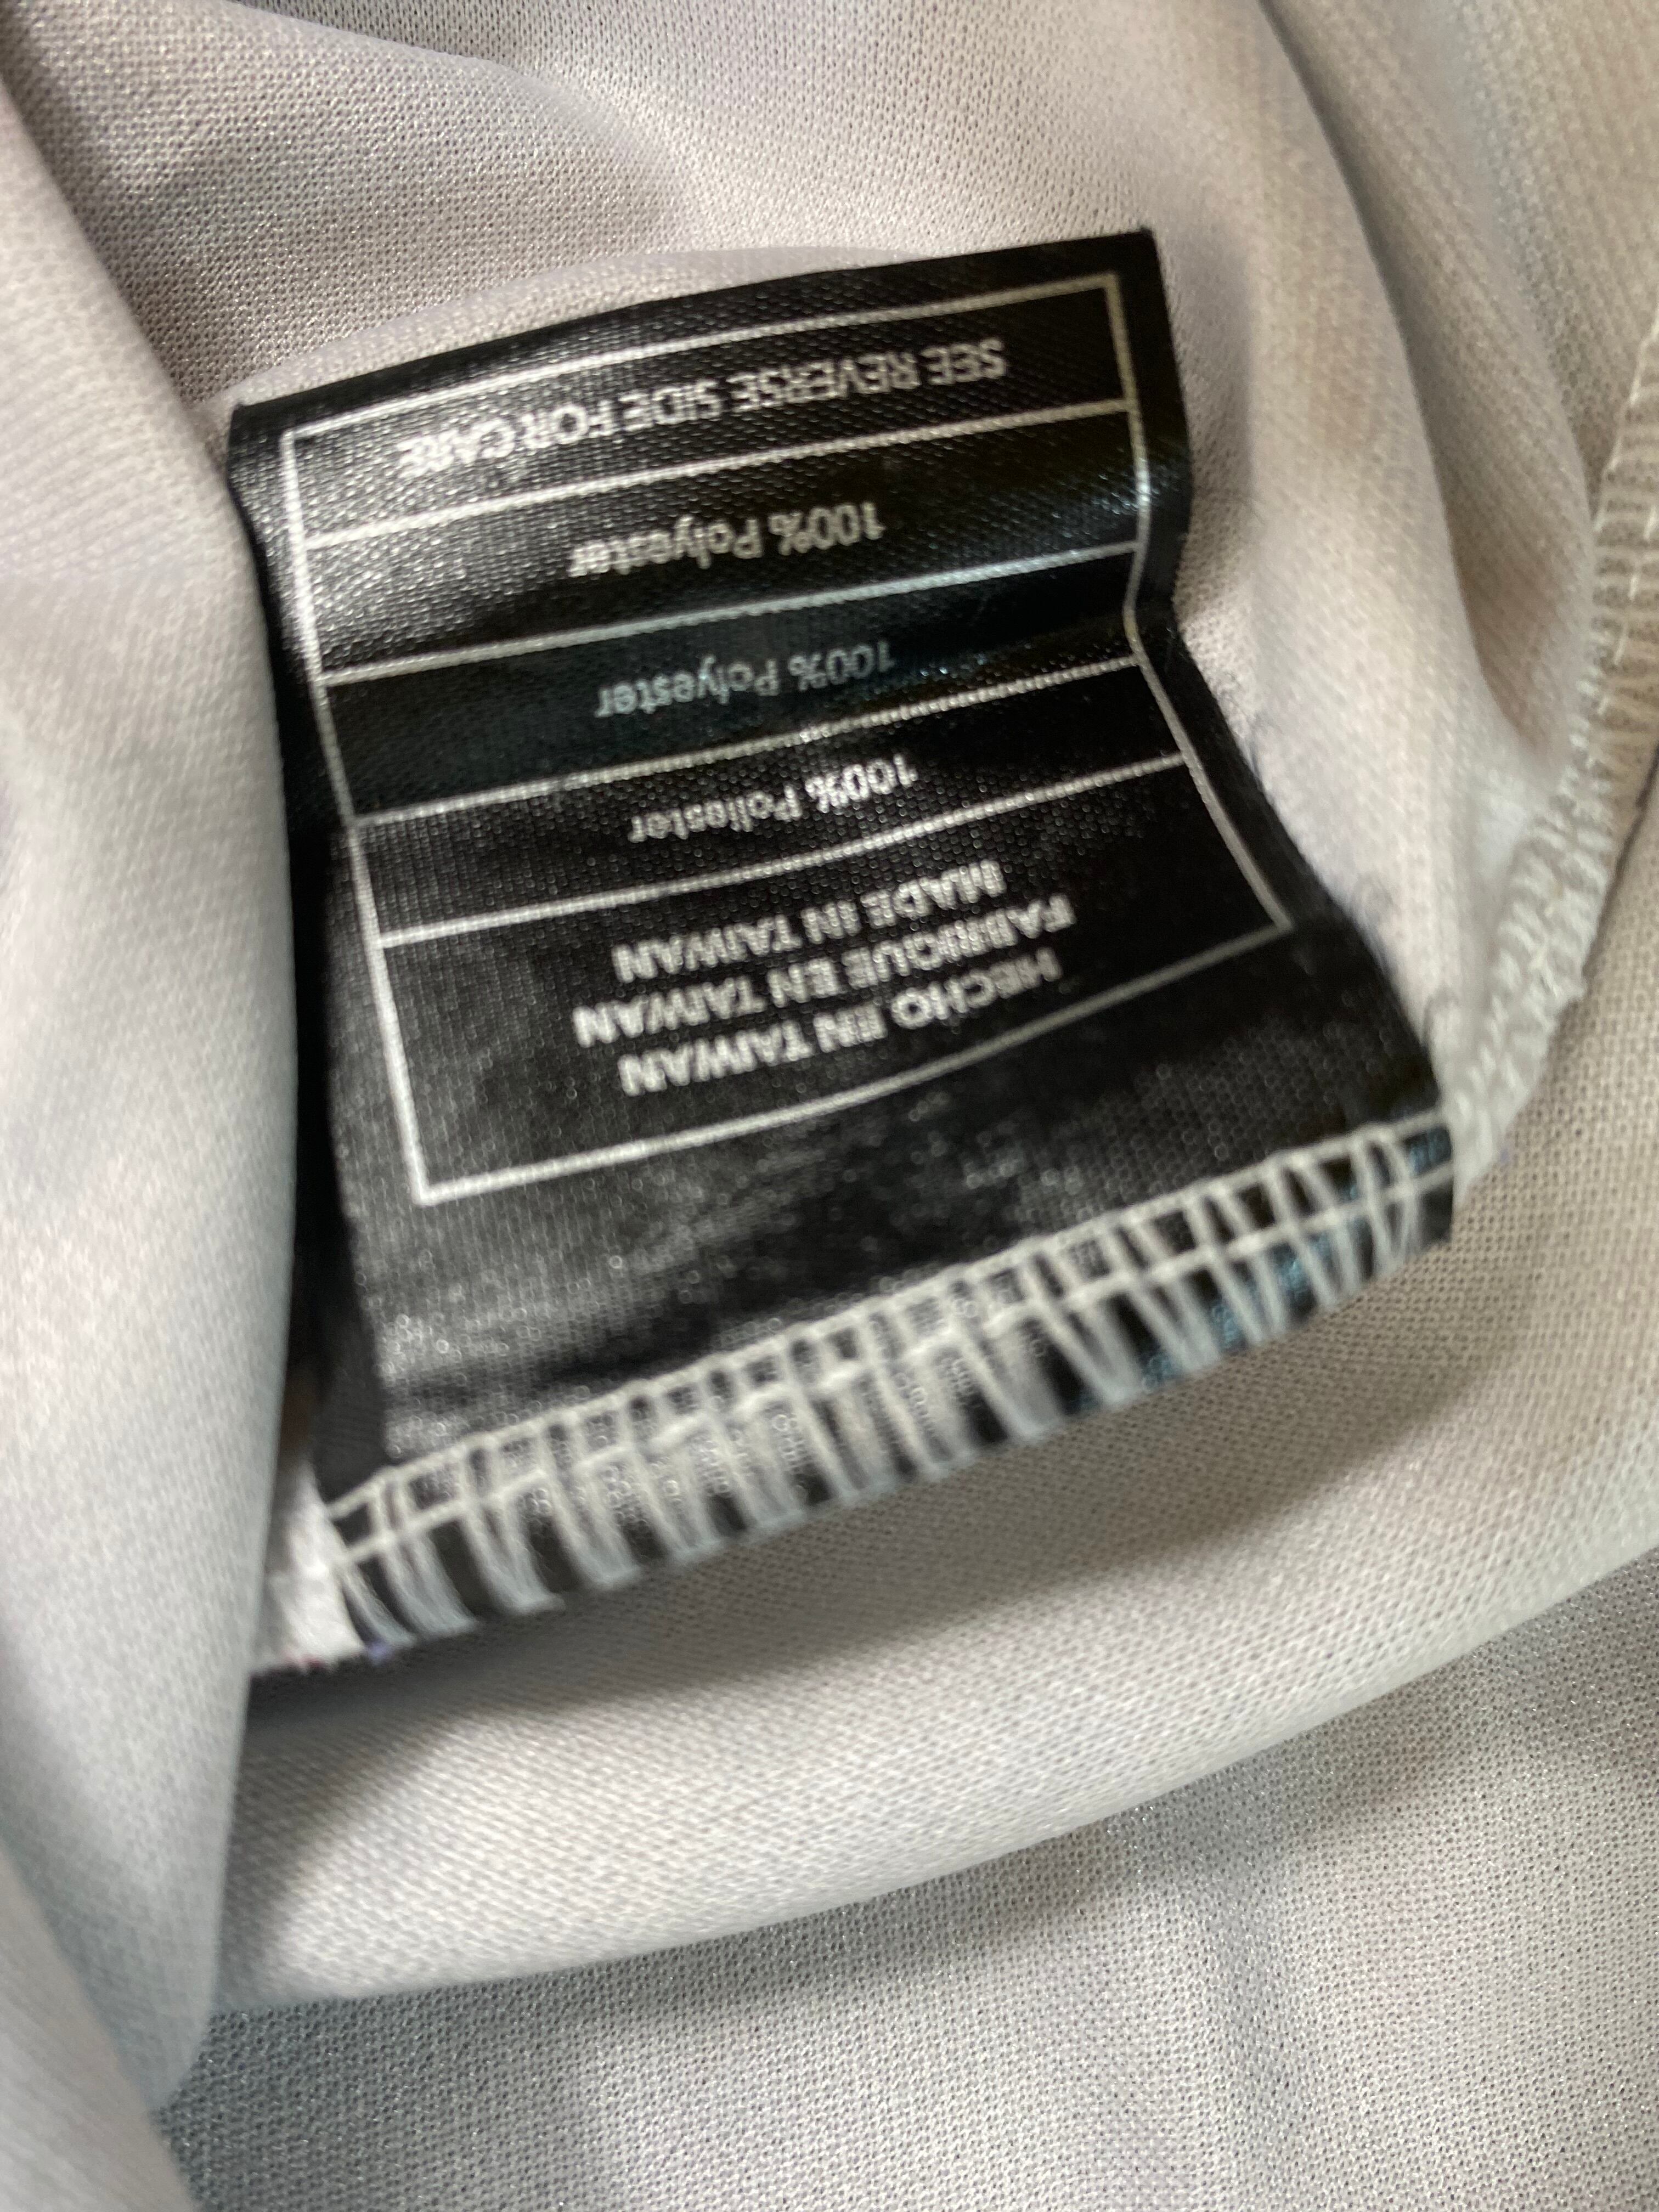 SEE REVERSE SIDE FOR CARE
100% Polyester
100% Polyester
100% Poliester
MADE IN TAIWAN
FABRIQUE EN TAIWAN
HECHO EN TAIWAN